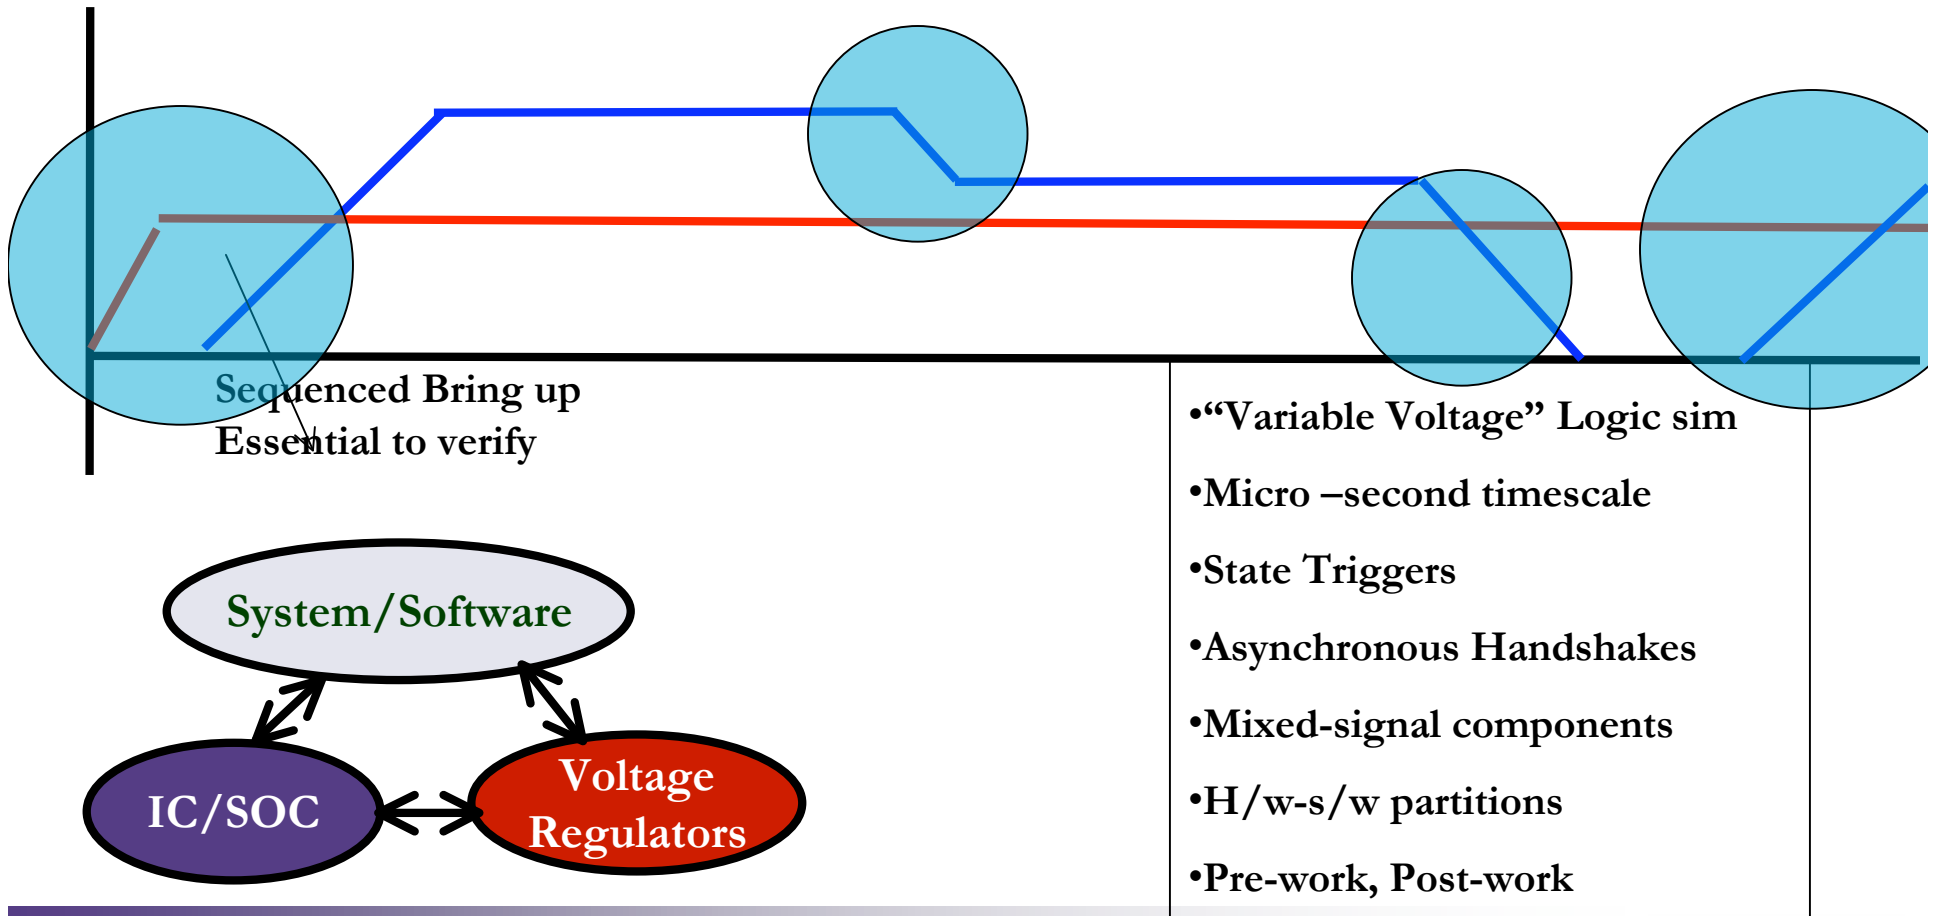 Sequenced Bring up
Essential to verify
•“Variable Voltage” Logic sim
•Micro –second timescale
•State Triggers
•Asynchronous Handshakes
•Mixed-signal components
•H/w-s/w partitions
•Pre-work, Post-work
System/Software
IC/SOC
Voltage
Regulators